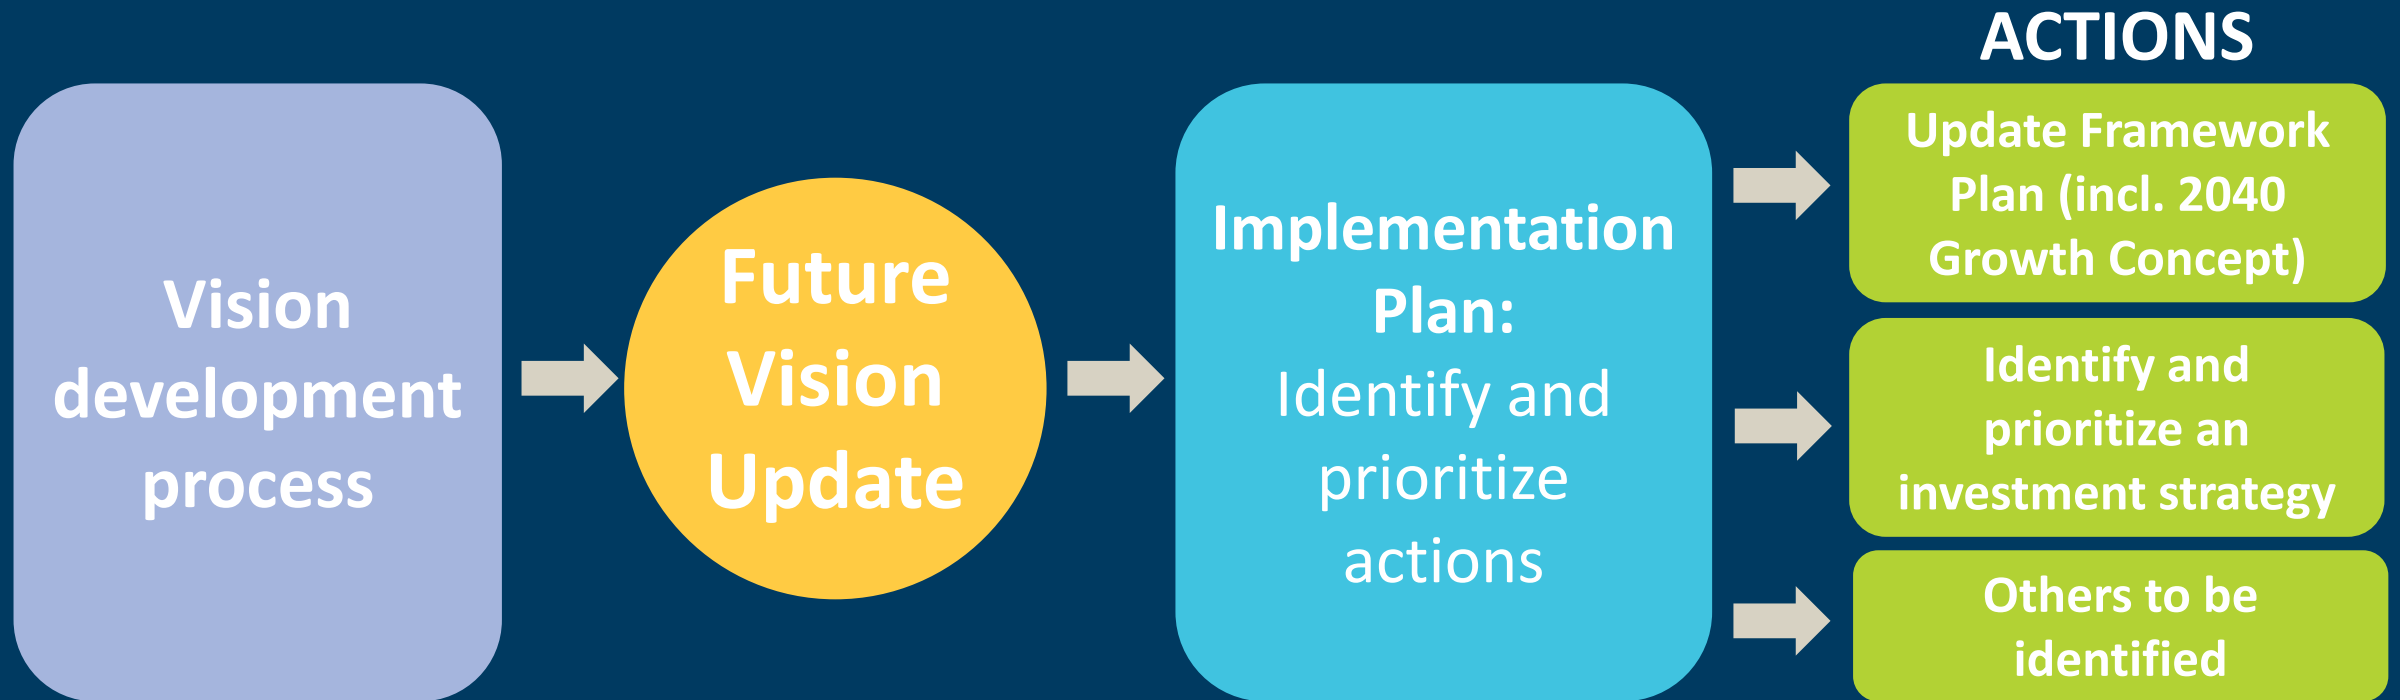 Vision
development
process
Future
Vision
Update
Implementation
Plan:
Identify and
prioritize
actions
ACTIONS
Update Framework
Plan (incl. 2040
Growth Concept)
Identify and
prioritize an
investment strategy
Others to be
identified